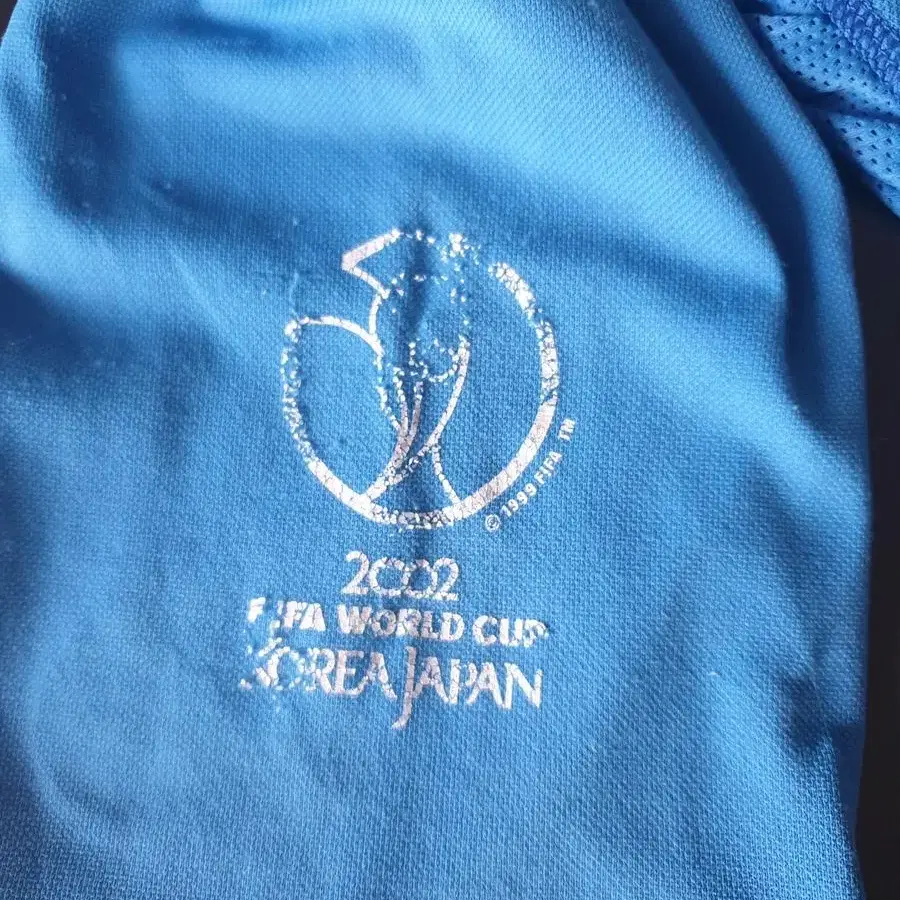 © 1999 FIFA TM
2002
FIFA WORLD CUP
KOREA JAPAN